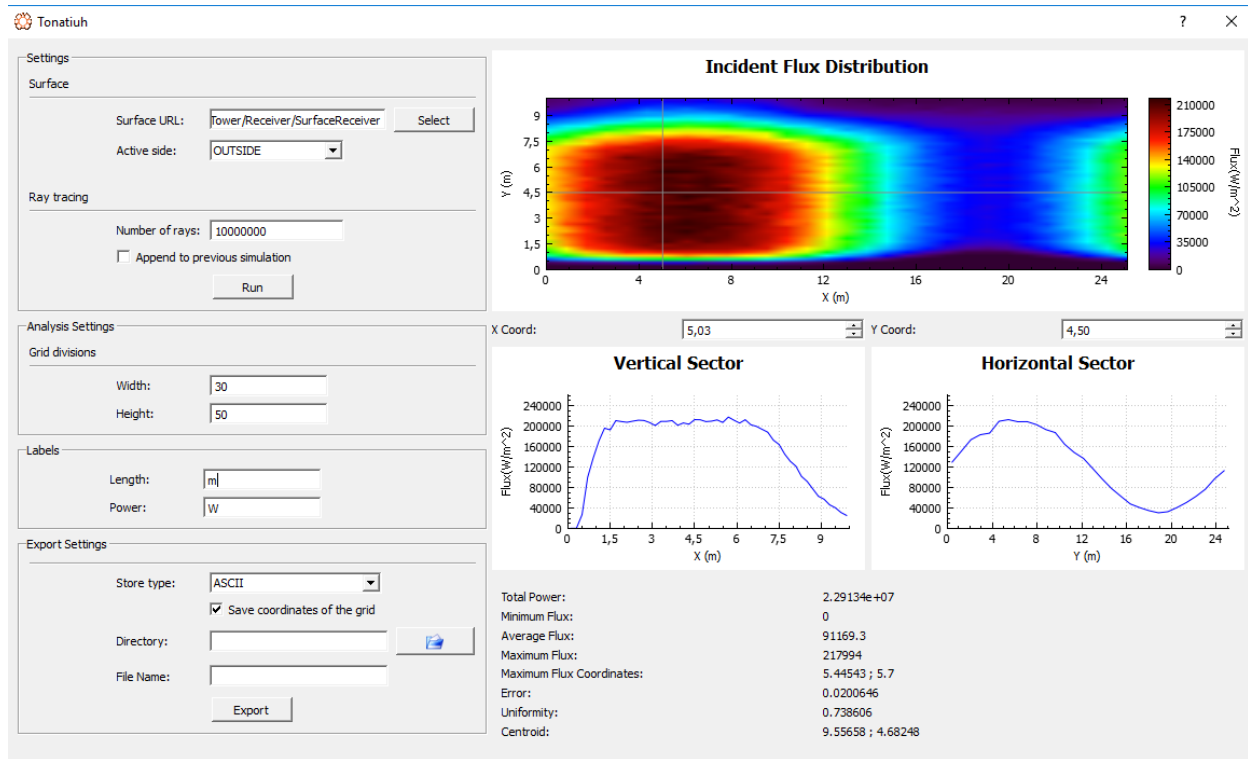 Tonatiuh
? ×
Settings
Surface
Surface URL: Tower/Receiver/SurfaceReceiver Select
Active side: OUTSIDE
Ray tracing
Number of rays: 10000000
Append to previous simulation
Run
Analysis Settings
Grid divisions
Width: 30
Height: 50
Labels
Length: m
Power: W
Export Settings
Store type: ASCII
Save coordinates of the grid
Directory:
File Name:
Export
Incident Flux Distribution
Y (m)
9
7,5
6
4,5
3
1,5
0
0 4 8 12 16 20 24
X (m)
210000
175000
140000
105000
70000
35000
0
Flux(W/m^2)
X Coord: 5,03 Y Coord: 4,50
Vertical Sector
Flux(W/m^2)
240000
200000
160000
120000
80000
40000
0
0 1,5 3 4,5 6 7,5 9
X (m)
Horizontal Sector
Flux(W/m^2)
240000
200000
160000
120000
80000
40000
0
0 4 8 12 16 20 24
Y (m)
Total Power: 2.29134e+07
Minimum Flux: 0
Average Flux: 91169.3
Maximum Flux: 217994
Maximum Flux Coordinates: 5.44543 ; 5.7
Error: 0.0200646
Uniformity: 0.738606
Centroid: 9.55658 ; 4.68248